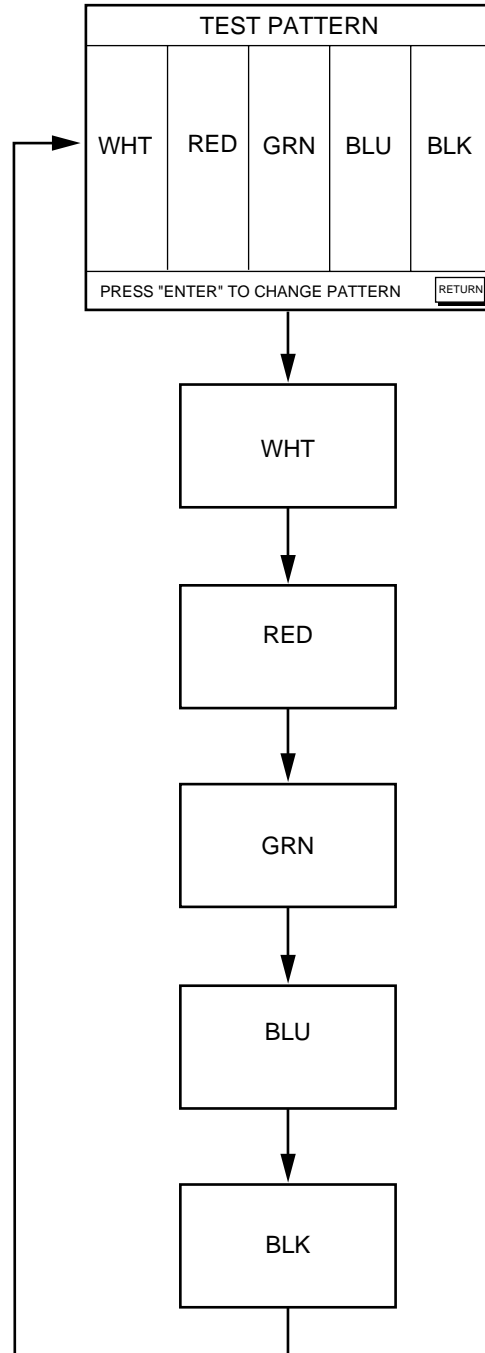 TEST PATTERN
WHT RED GRN BLU BLK
PRESS "ENTER" TO CHANGE PATTERN RETURN
WHT
RED
GRN
BLU
BLK